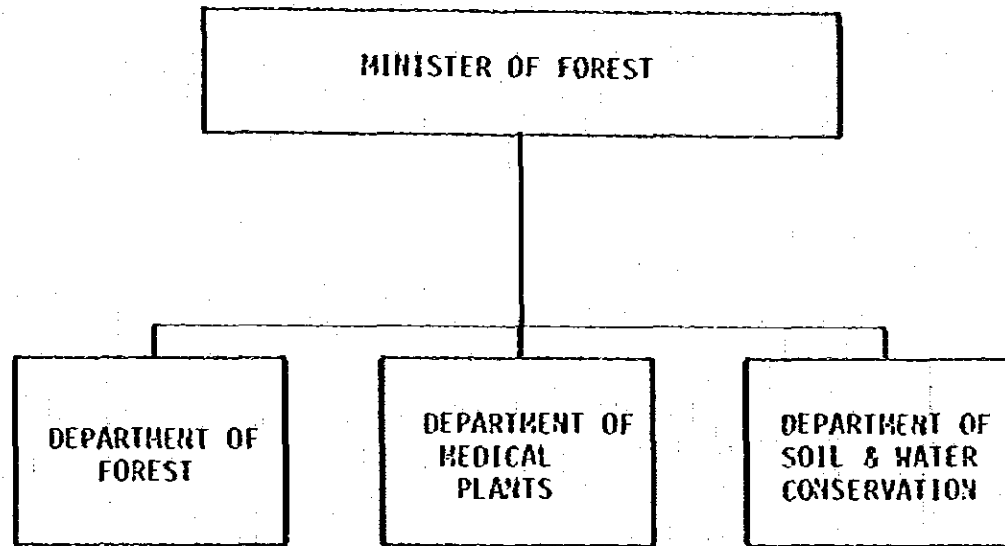 MINISTER OF FOREST
DEPARTMENT OF
FOREST
DEPARTMENT OF
MEDICAL
PLANTS
DEPARTMENT OF
SOIL & WATER
CONSERVATION